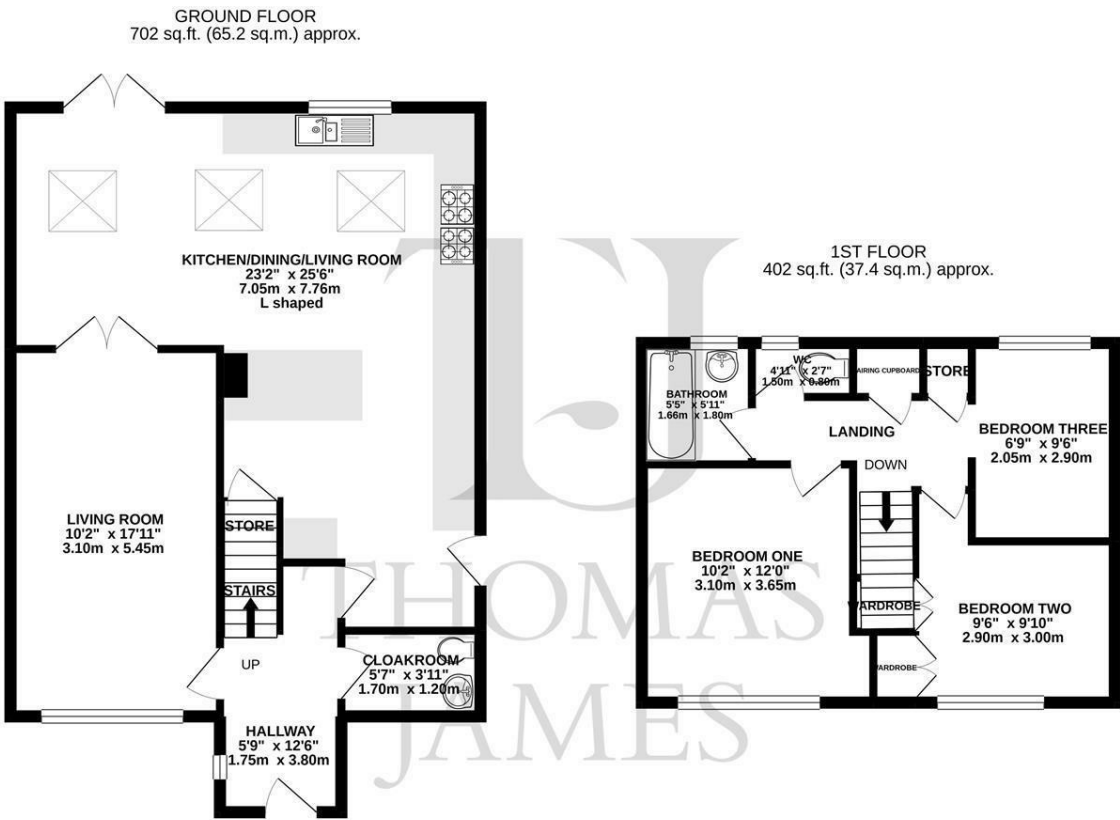 GROUND FLOOR
702 sq.ft. (65.2 sq.m.) approx.
KITCHEN/DINING/LIVING ROOM
23'2" x 25'6"
7.05m x 7.76m
L shaped
LIVING ROOM
10'2" x 17'11"
3.10m x 5.45m
STORE
STAIRS
UP
CLOAKROOM
5'7" x 3'11"
1.70m x 1.20m
HALLWAY
5'9" x 12'6"
1.75m x 3.80m
1ST FLOOR
402 sq.ft. (37.4 sq.m.) approx.
BATHROOM
5'5" x 5'11"
1.66m x 1.80m
WC
4'11" x 2'7"
1.50m x 0.80m
AIRING CUPBOARD
STORE
LANDING
DOWN
BEDROOM THREE
6'9" x 9'6"
2.05m x 2.90m
BEDROOM ONE
10'2" x 12'0"
3.10m x 3.65m
WARDROBE
BEDROOM TWO
9'6" x 9'10"
2.90m x 3.00m
WARDROBE
TJ
THOMAS
JAMES